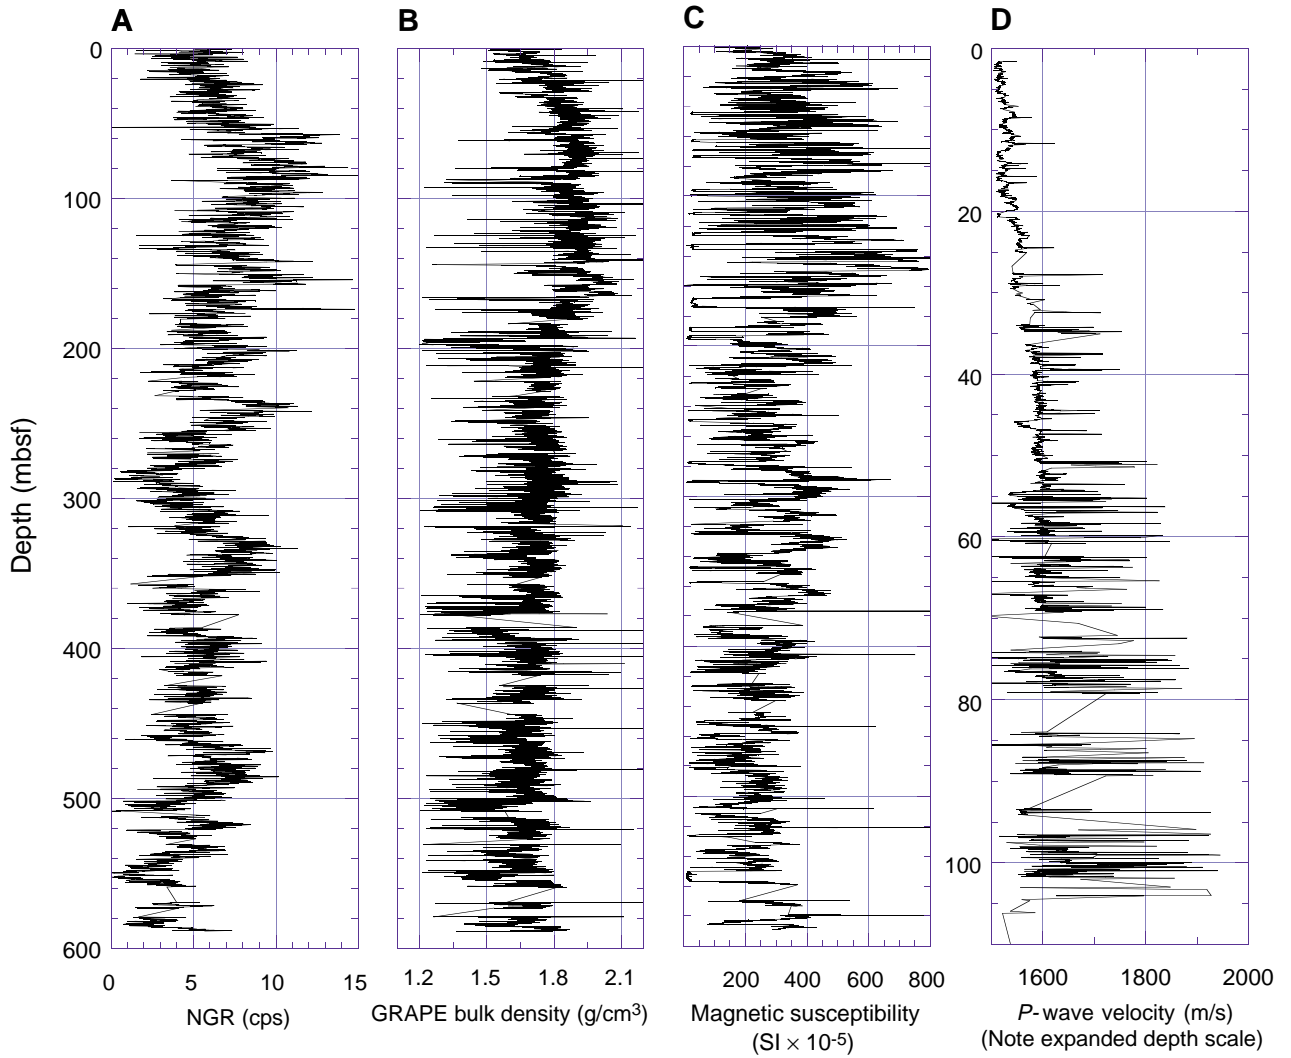 A B C D
0 0
100
20
200
40
300
60
400
80
500
100
600
Depth (mbsf)
0 5 10 15 1.2 1.5 1.8 2.1 200 400 600 800 1600 1800 2000
NGR (cps) GRAPE bulk density (g/cm³) Magnetic susceptibility (SI × 10⁻⁵) P-wave velocity (m/s)
(Note expanded depth scale)